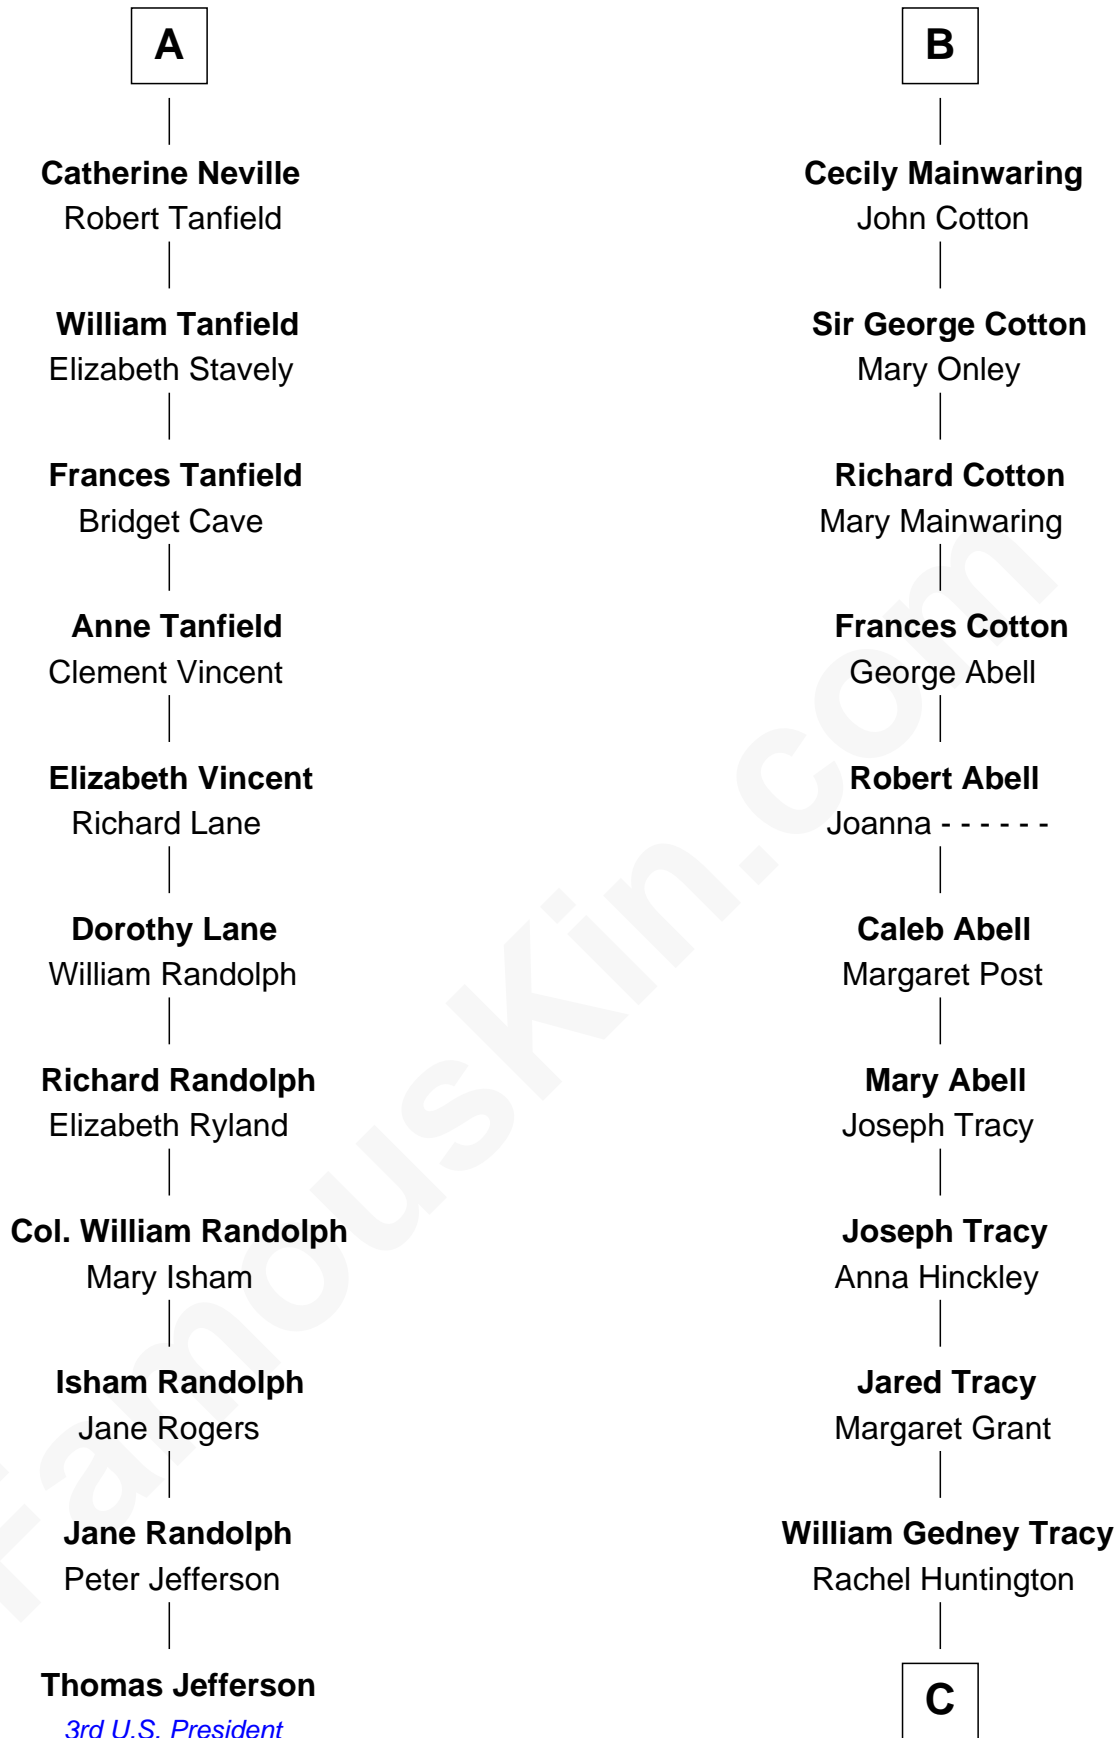 A
Catherine Neville
Robert Tanfield
William Tanfield
Elizabeth Stavely
Frances Tanfield
Bridget Cave
Anne Tanfield
Clement Vincent
Elizabeth Vincent
Richard Lane
Dorothy Lane
William Randolph
Richard Randolph
Elizabeth Ryland
Col. William Randolph
Mary Isham
Isham Randolph
Jane Rogers
Jane Randolph
Peter Jefferson
Thomas Jefferson
3rd U.S. President
B
Cecily Mainwaring
John Cotton
Sir George Cotton
Mary Onley
Richard Cotton
Mary Mainwaring
Frances Cotton
George Abell
Robert Abell
Joanna - - - - - -
Caleb Abell
Margaret Post
Mary Abell
Joseph Tracy
Joseph Tracy
Anna Hinckley
Jared Tracy
Margaret Grant
William Gedney Tracy
Rachel Huntington
C
FamousKin.com